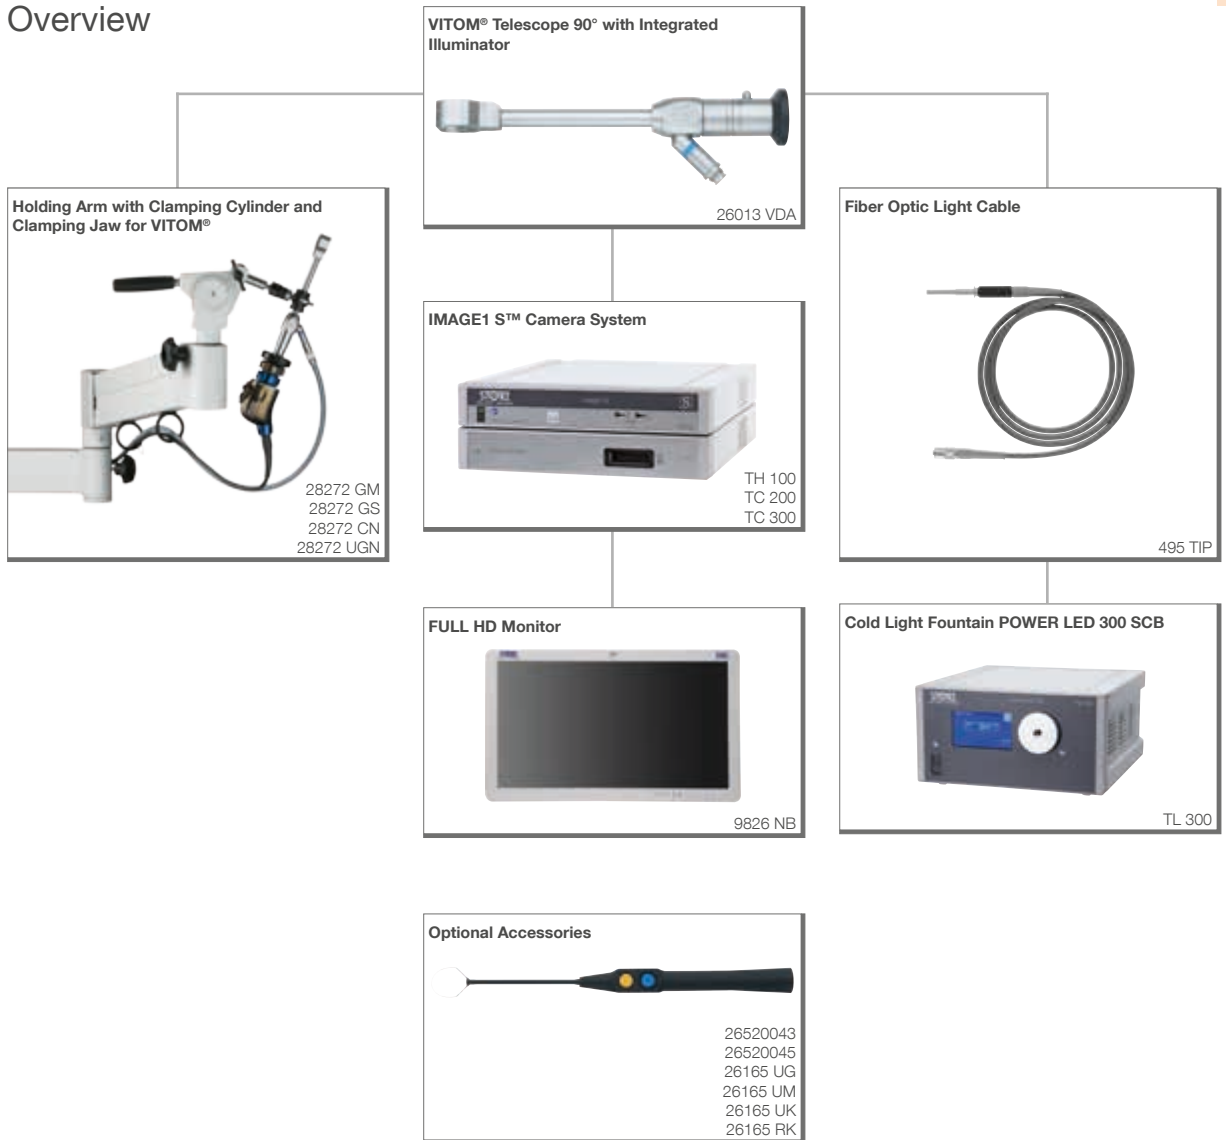 Overview
VITOM® Telescope 90° with Integrated
Illuminator
26013 VDA
Holding Arm with Clamping Cylinder and
Clamping Jaw for VITOM®
28272 GM
28272 GS
28272 CN
28272 UGN
IMAGE1 S™ Camera System
STORZ
S
TH 100
TC 200
TC 300
Fiber Optic Light Cable
495 TIP
FULL HD Monitor
9826 NB
Cold Light Fountain POWER LED 300 SCB
STORZ
TL 300
Optional Accessories
26520043
26520045
26165 UG
26165 UM
26165 UK
26165 RK